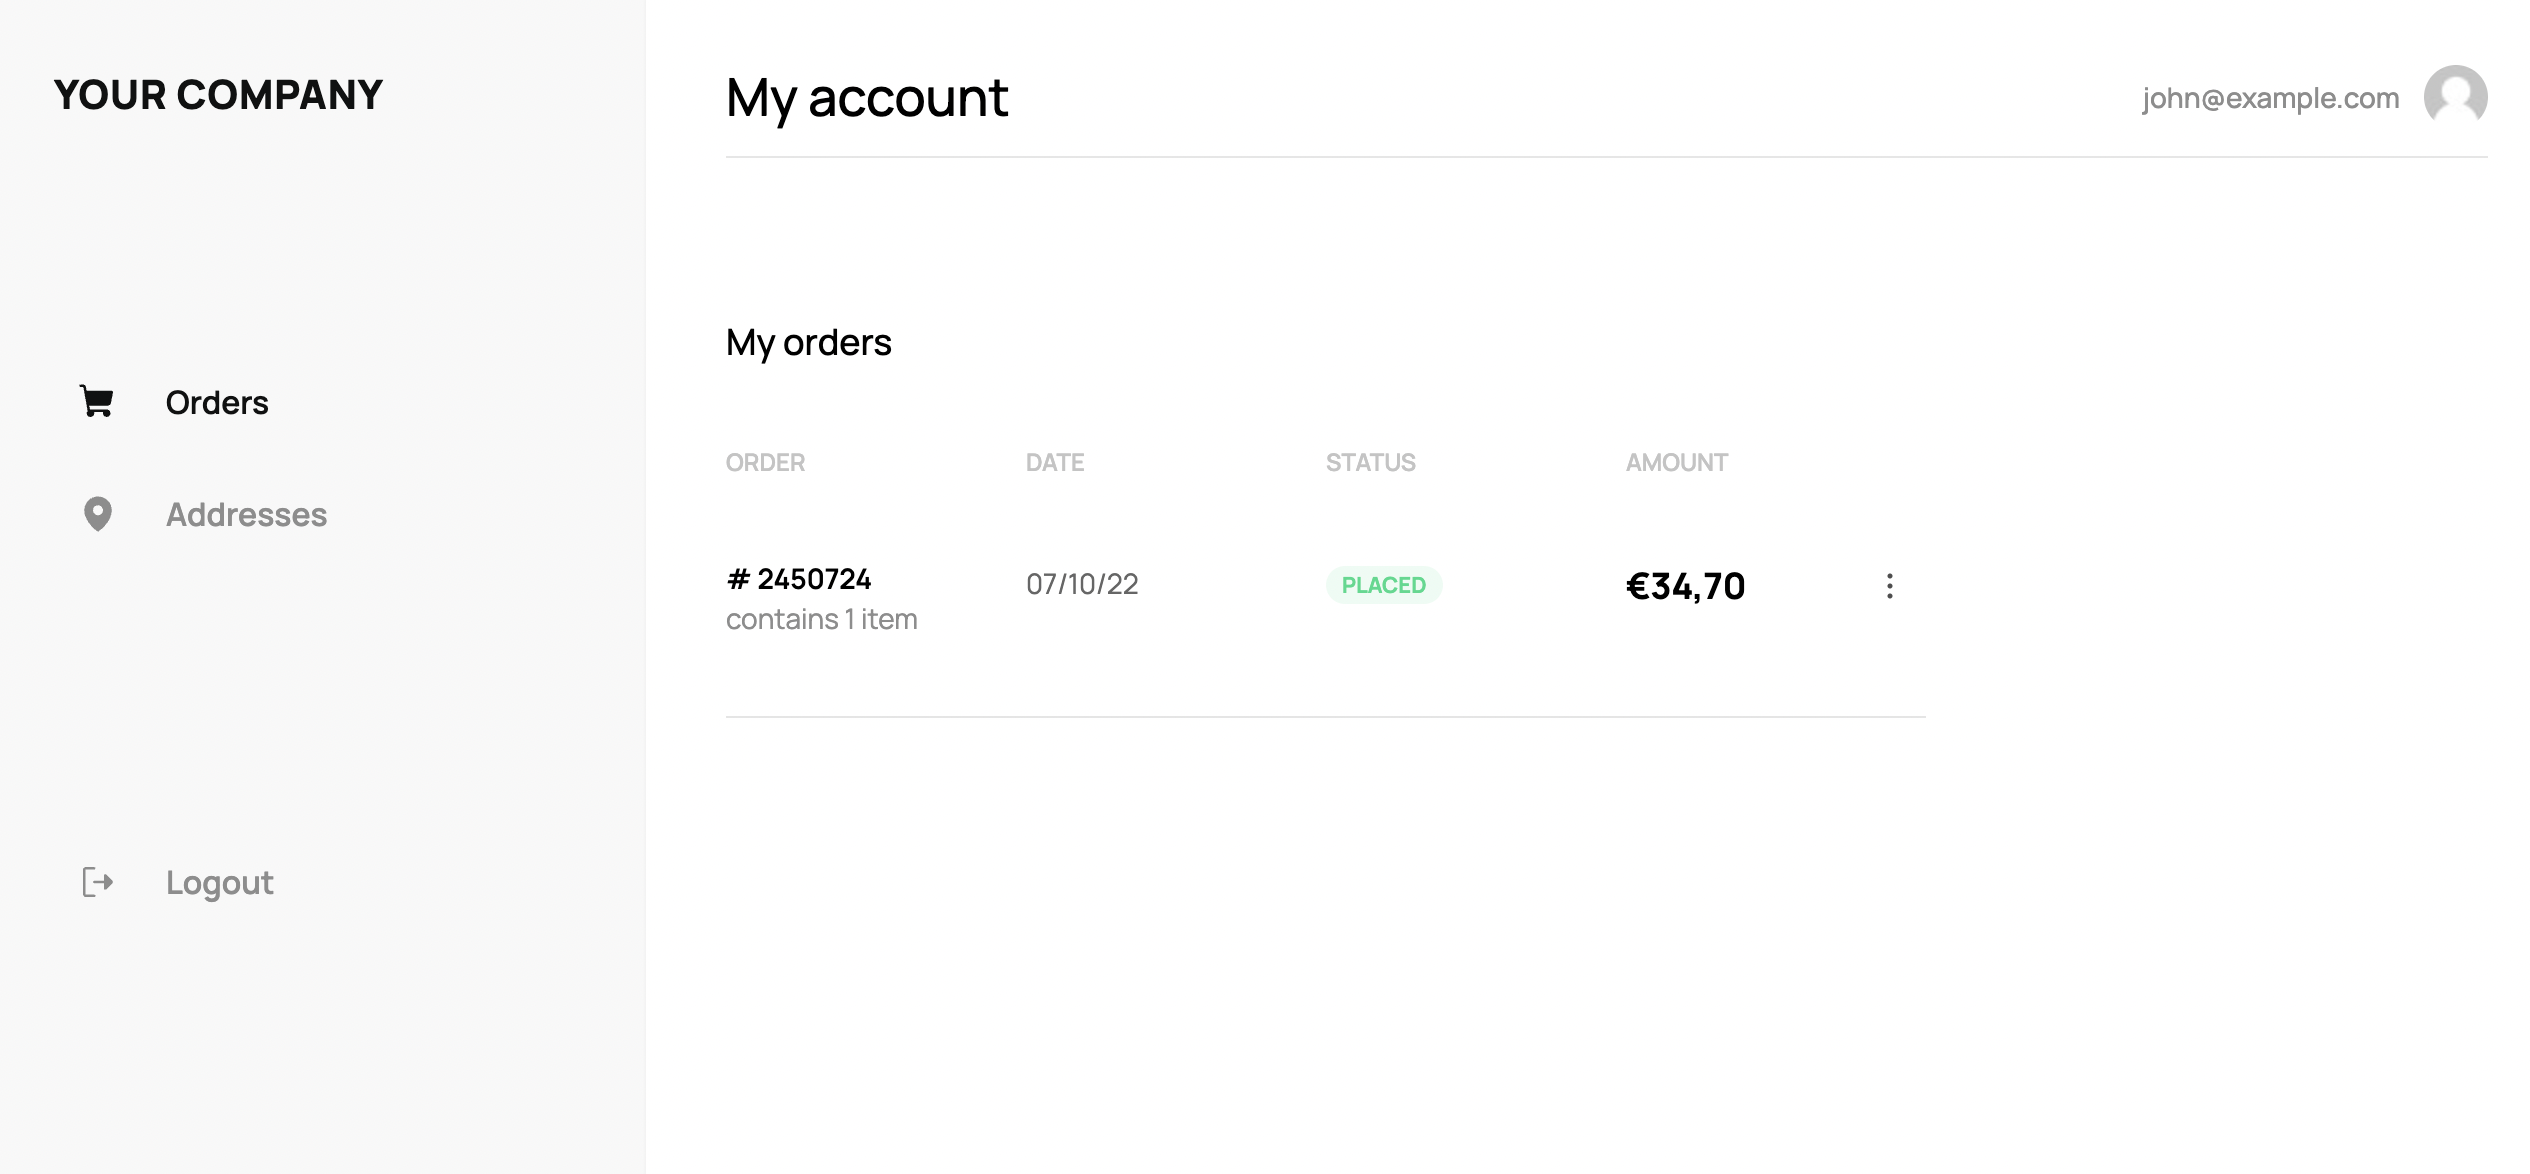 YOUR COMPANY
My account
john@example.com
Orders
Addresses
Logout
My orders
ORDER DATE STATUS AMOUNT
# 2450724 07/10/22 PLACED €34,70
contains 1 item